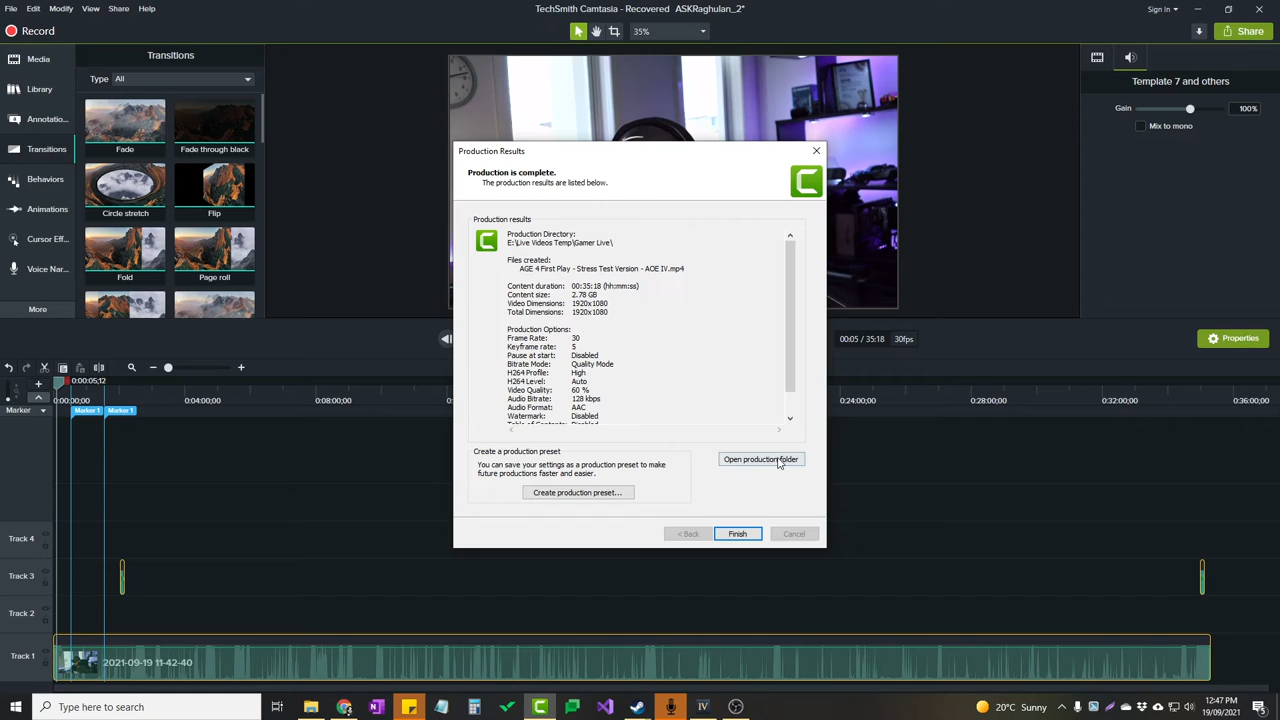 File Edit Modify View Share Help
TechSmith Camtasia - Recovered ASKRaghulan_2*
Sign In
Record
35%
Share
Media
Library
Annotatio...
Transitions
Behaviors
Animations
Cursor Eff...
Voice Nar...
More
Transitions
Type All
Fade
Fade through black
Circle stretch
Flip
Fold
Page roll
Template 7 and others
Gain
100%
Mix to mono
Production Results
Production is complete.
The production results are listed below.
Production results
Production Directory:
E:\Live Videos Temp\Gamer Live\
Files created:
AGE 4 First Play - Stress Test Version - AOE IV.mp4
Content duration: 00:35:18 (hh:mm:ss)
Content size: 2.78 GB
Video Dimensions: 1920x1080
Total Dimensions: 1920x1080
Production Options:
Frame Rate: 30
Keyframe rate: 5
Pause at start: Disabled
Bitrate Mode: Quality Mode
H264 Profile: High
H264 Level: Auto
Video Quality: 60 %
Audio Bitrate: 128 kbps
Audio Format: AAC
Watermark: Disabled
Create a production preset
You can save your settings as a production preset to make
future productions faster and easier.
Create production preset...
Open production folder
< Back
Finish
Cancel
00:05 / 35:18
30fps
Properties
0:00:05;12
0:00:00;00
0:04:00;00
0:08:00;00
0:24:00;00
0:28:00;00
0:32:00;00
0:36:00;00
Marker
Marker 1
Marker 1
Track 3
Track 2
Track 1
2021-09-19 11-42-40
Type here to search
20°C Sunny
12:47 PM
19/09/2021